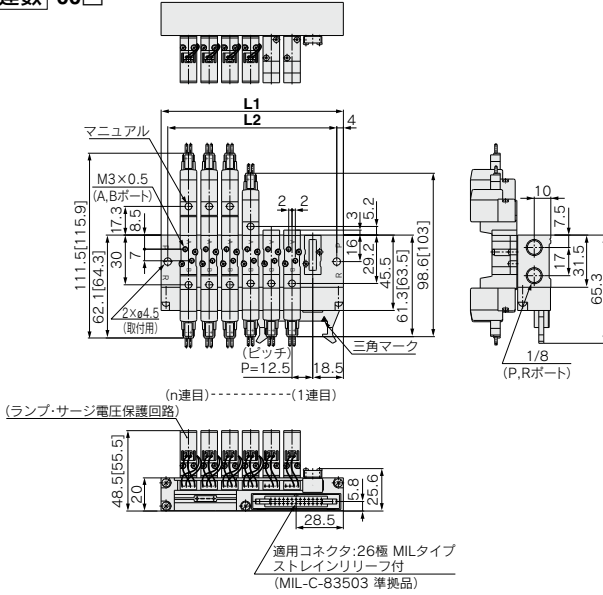 L1
L2
4
マニュアル
M3×0.5
(A,Bポート)
17.3
8.5
30
7
111.5[115.9]
62.1[64.3]
2×ø4.5
(取付用)
2
2
3
5.2
16
29.2
45.5
61.3[63.5]
98.6[103]
(ピッチ)
P=12.5
18.5
三角マーク
10
7.5
17
31.5
65.3
1/8
(P,Rポート)
(n連目)-----------(1連目)
(ランプ・サージ電圧保護回路)
48.5[55.5]
20
5.8
25.6
28.5
適用コネクタ:26極 MILタイプ
ストレインリリーフ付
(MIL-C-83503 準拠品)